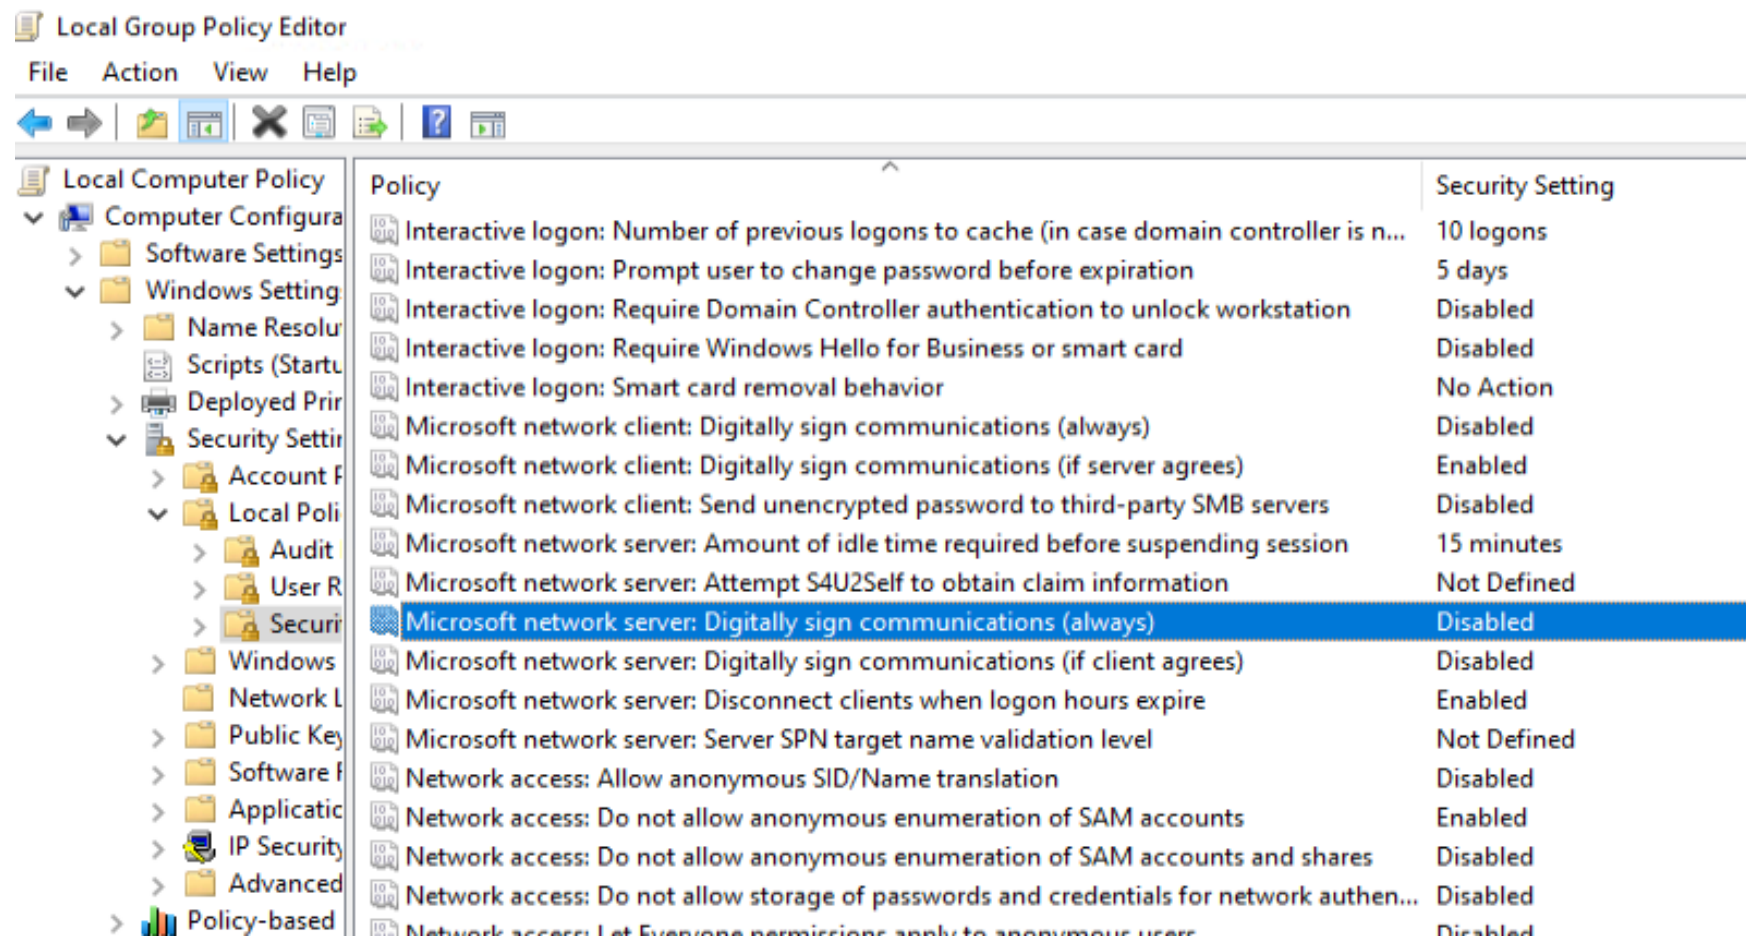 Local Group Policy Editor
File Action View Help
Local Computer Policy
Computer Configura
Software Settings
Windows Setting
Name Resolu
Scripts (Startu
Deployed Prin
Security Settin
Account P
Local Poli
Audit
User R
Securi
Windows
Network L
Public Key
Software
Applicatic
IP Security
Advanced
Policy-based
Policy Security Setting
Interactive logon: Number of previous logons to cache (in case domain controller is n... 10 logons
Interactive logon: Prompt user to change password before expiration 5 days
Interactive logon: Require Domain Controller authentication to unlock workstation Disabled
Interactive logon: Require Windows Hello for Business or smart card Disabled
Interactive logon: Smart card removal behavior No Action
Microsoft network client: Digitally sign communications (always) Disabled
Microsoft network client: Digitally sign communications (if server agrees) Enabled
Microsoft network client: Send unencrypted password to third-party SMB servers Disabled
Microsoft network server: Amount of idle time required before suspending session 15 minutes
Microsoft network server: Attempt S4U2Self to obtain claim information Not Defined
Microsoft network server: Digitally sign communications (always) Disabled
Microsoft network server: Digitally sign communications (if client agrees) Disabled
Microsoft network server: Disconnect clients when logon hours expire Enabled
Microsoft network server: Server SPN target name validation level Not Defined
Network access: Allow anonymous SID/Name translation Disabled
Network access: Do not allow anonymous enumeration of SAM accounts Enabled
Network access: Do not allow anonymous enumeration of SAM accounts and shares Disabled
Network access: Do not allow storage of passwords and credentials for network authen... Disabled
Network access: Let Everyone permissions apply to anonymous users Disabled